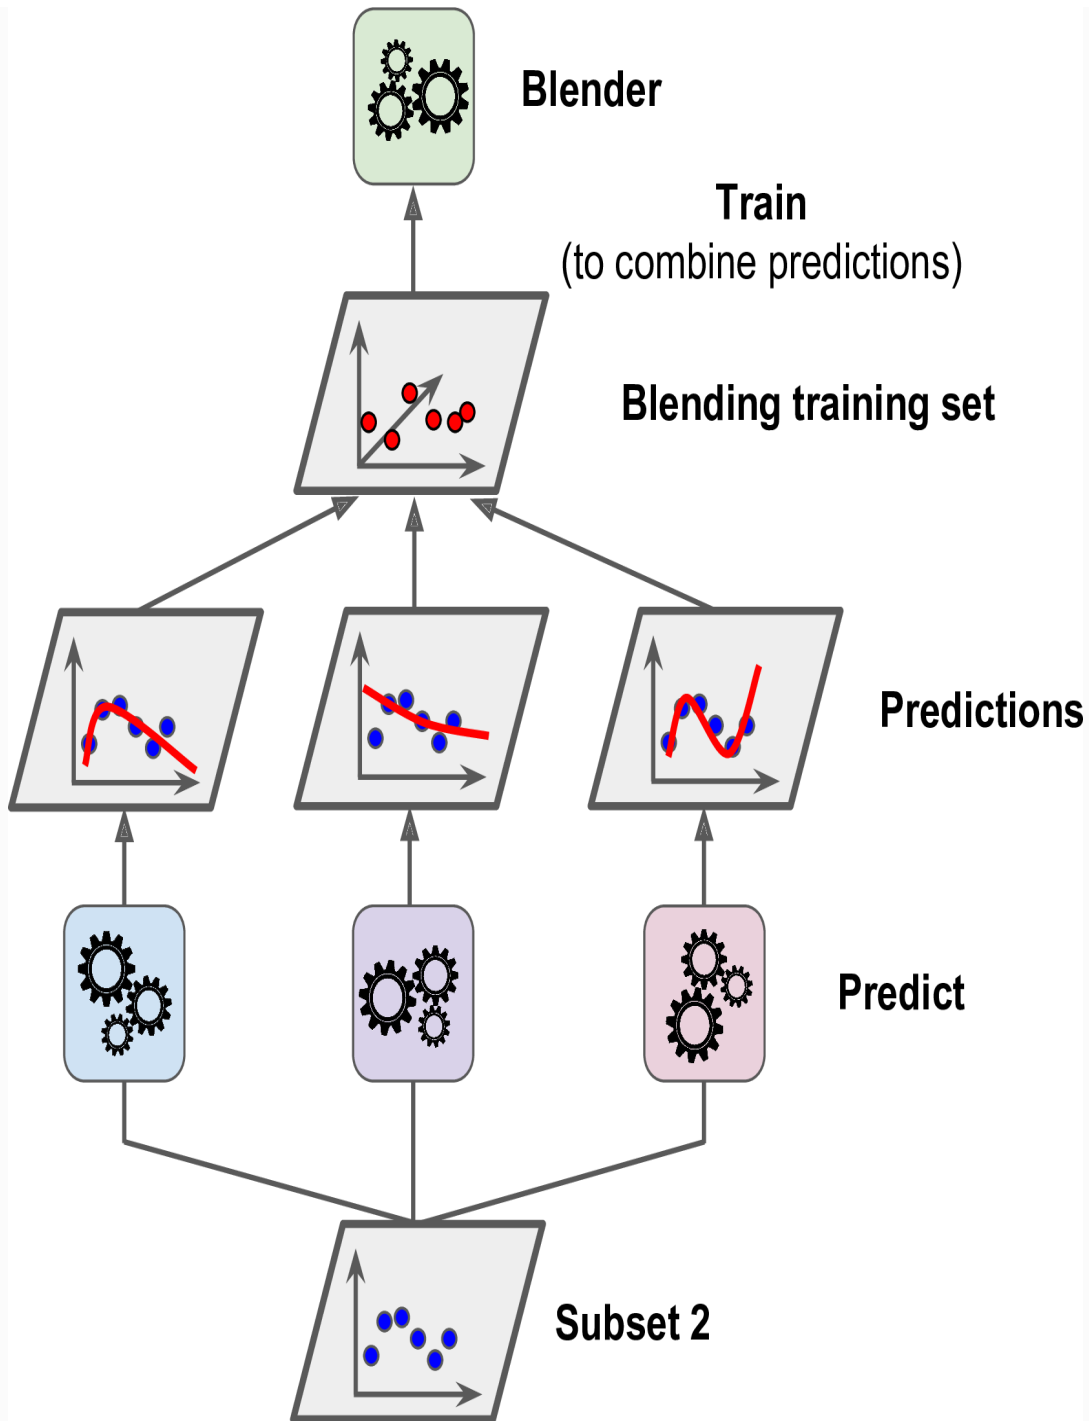 Blender
Train
(to combine predictions)
Blending training set
Predictions
Predict
Subset 2